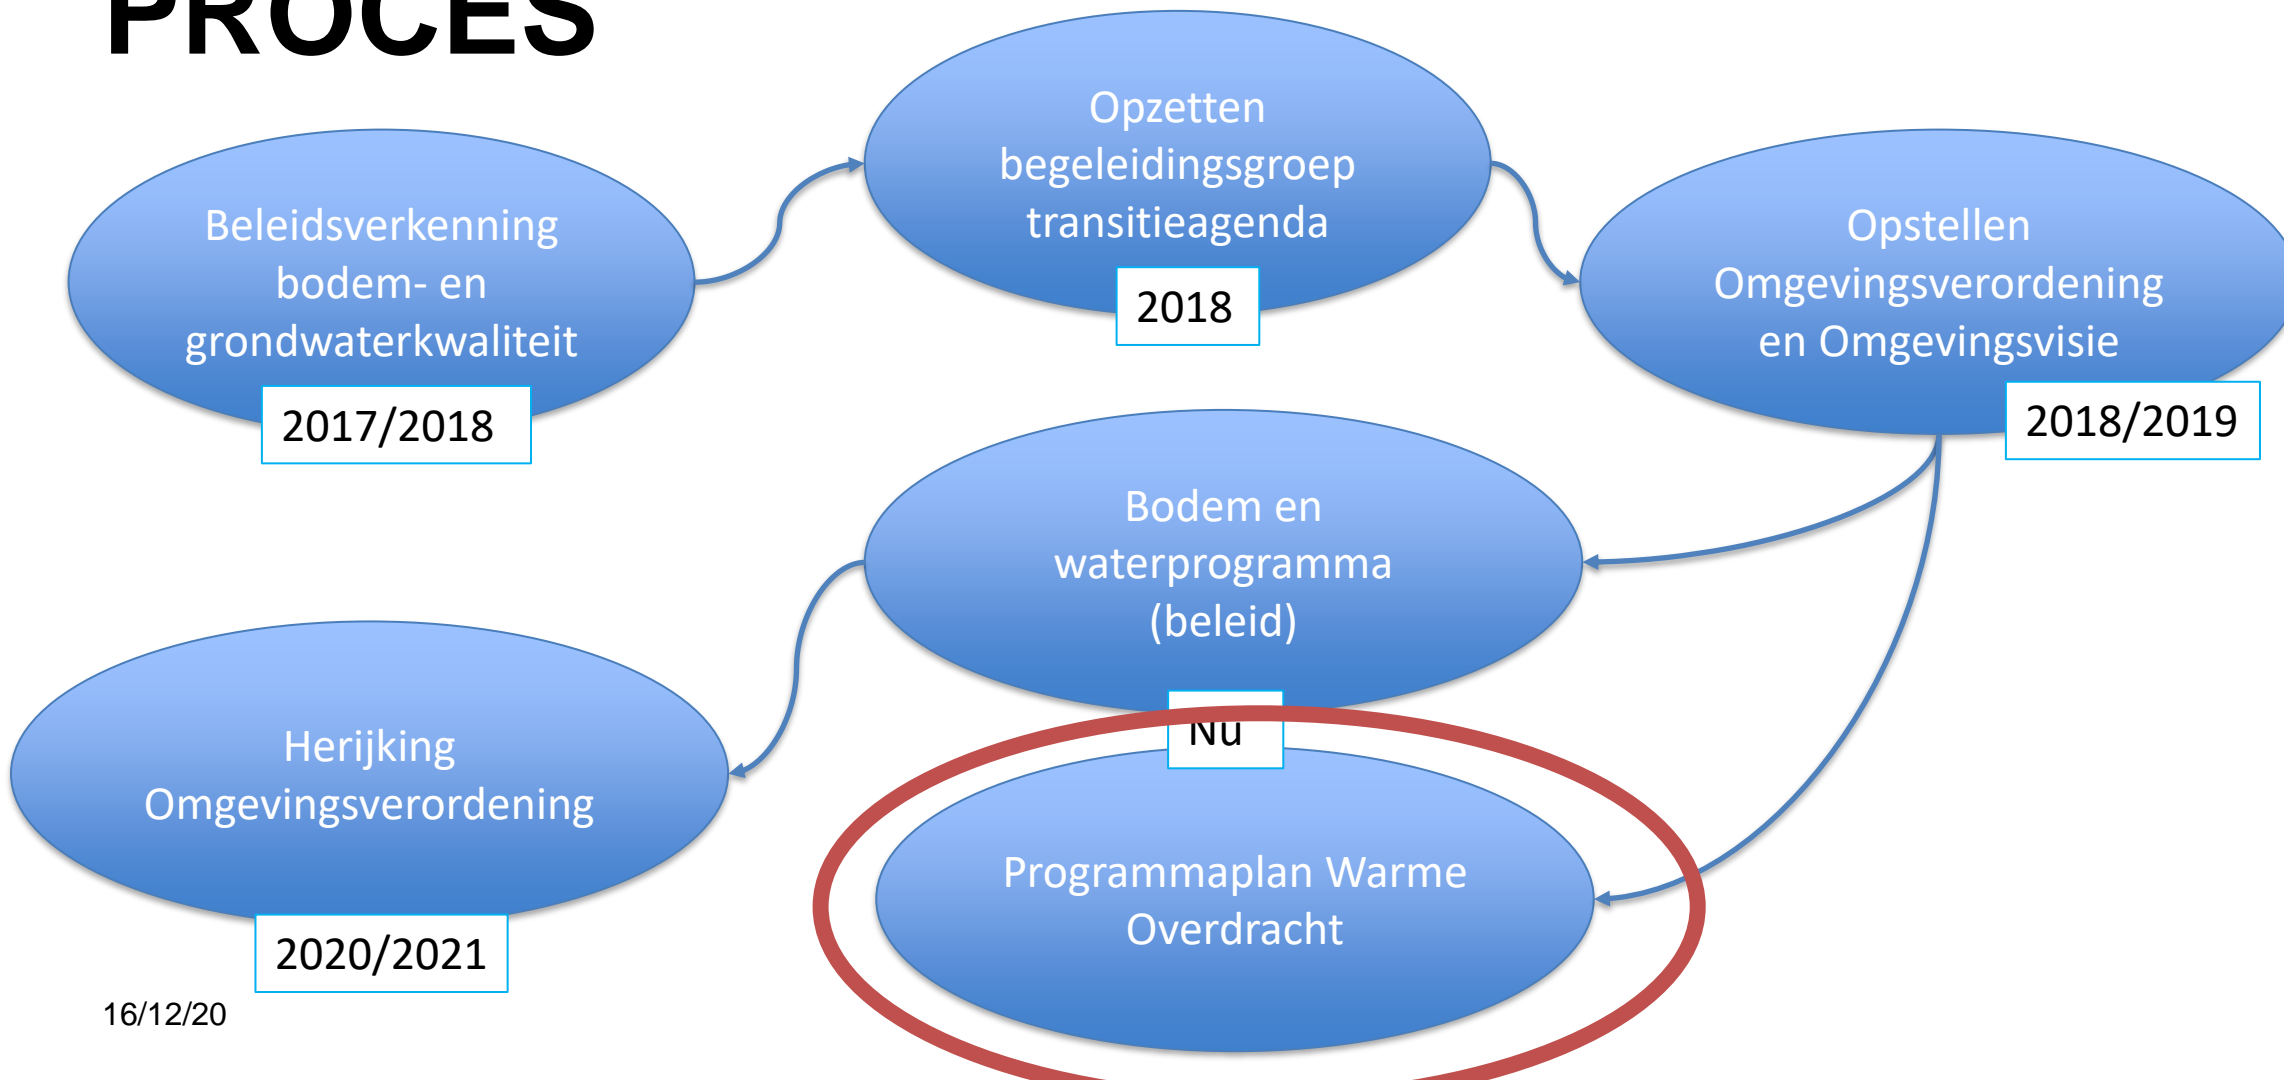 PROCES
Beleidsverkenning
bodem- en
grondwaterkwaliteit
2017/2018
Opzetten
begeleidingsgroep
transitieagenda
2018
Opstellen
Omgevingsverordening
en Omgevingsvisie
2018/2019
Bodem en
waterprogramma
(beleid)
Nu
Herijking
Omgevingsverordening
2020/2021
Programmaplan Warme
Overdracht
16/12/20